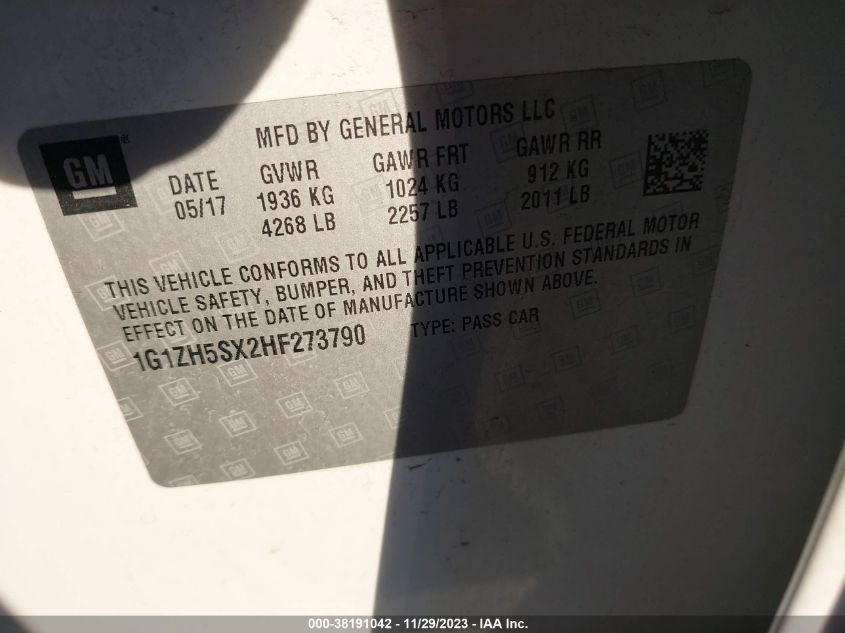 GM
®
MFD BY GENERAL MOTORS LLC
DATE GVWR GAWR FRT GAWR RR
05/17 1936 KG 1024 KG 912 KG
4268 LB 2257 LB 2011 LB
THIS VEHICLE CONFORMS TO ALL APPLICABLE U.S. FEDERAL MOTOR
VEHICLE SAFETY, BUMPER, AND THEFT PREVENTION STANDARDS IN
EFFECT ON THE DATE OF MANUFACTURE SHOWN ABOVE.
1G1ZH5SX2HF273790 TYPE: PASS CAR
000-38191042 - 11/29/2023 - IAA Inc.